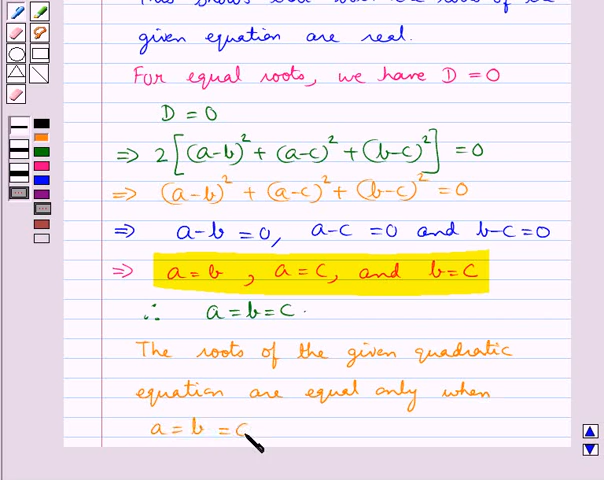 given equation are real.
For equal roots, we have D = 0
D = 0
⇒ 2[(a-b)² + (a-c)² + (b-c)²] = 0
⇒ (a-b)² + (a-c)² + (b-c)² = 0
⇒ a-b = 0, a-c = 0 and b-c = 0
⇒ a = b, a = c, and b = c
∴ a = b = c.
The roots of the given quadratic
equation are equal only when
a = b = c